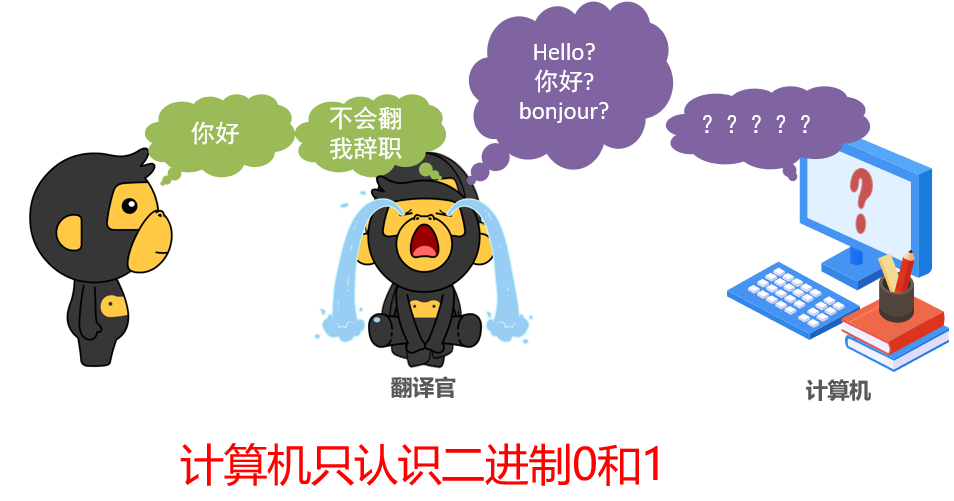 你好
不会翻
我辞职
Hello?
你好?
bonjour?
？？？？？
?
翻译官
计算机
计算机只认识二进制0和1